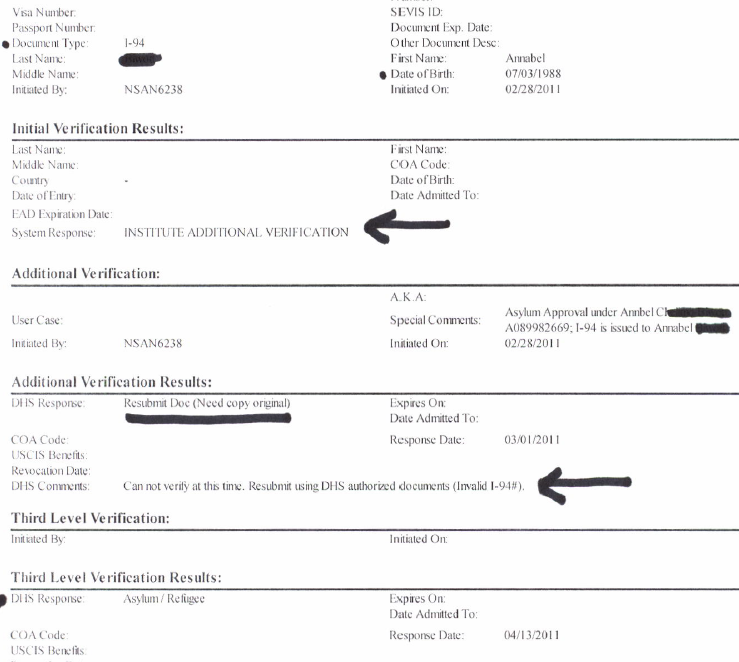 Visa Number: SEVIS ID:
Passport Number: Document Exp. Date:
Document Type: I-94 Other Document Desc:
Last Name: First Name: Annabel
Middle Name: Date of Birth: 07/03/1988
Initiated By: NSAN6238 Initiated On: 02/28/2011
Initial Verification Results:
Last Name: First Name:
Middle Name: COA Code:
Country - Date of Birth:
Date of Entry: Date Admitted To:
EAD Expiration Date:
System Response: INSTITUTE ADDITIONAL VERIFICATION
Additional Verification:
A.K.A:
User Case: Special Comments: Asylum Approval under Annbel
A089982669; I-94 is issued to Annabel
Initiated By: NSAN6238 Initiated On: 02/28/2011
Additional Verification Results:
DHS Response: Resubmit Doc (Need copy original) Expires On:
Date Admitted To:
COA Code: Response Date: 03/01/2011
USCIS Benefits:
Revocation Date:
DHS Comments: Can not verify at this time. Resubmit using DHS authorized documents (Invalid I-94#).
Third Level Verification:
Initiated By: Initiated On:
Third Level Verification Results:
DHS Response: Asylum / Refugee Expires On:
Date Admitted To:
COA Code: Response Date: 04/13/2011
USCIS Benefits: